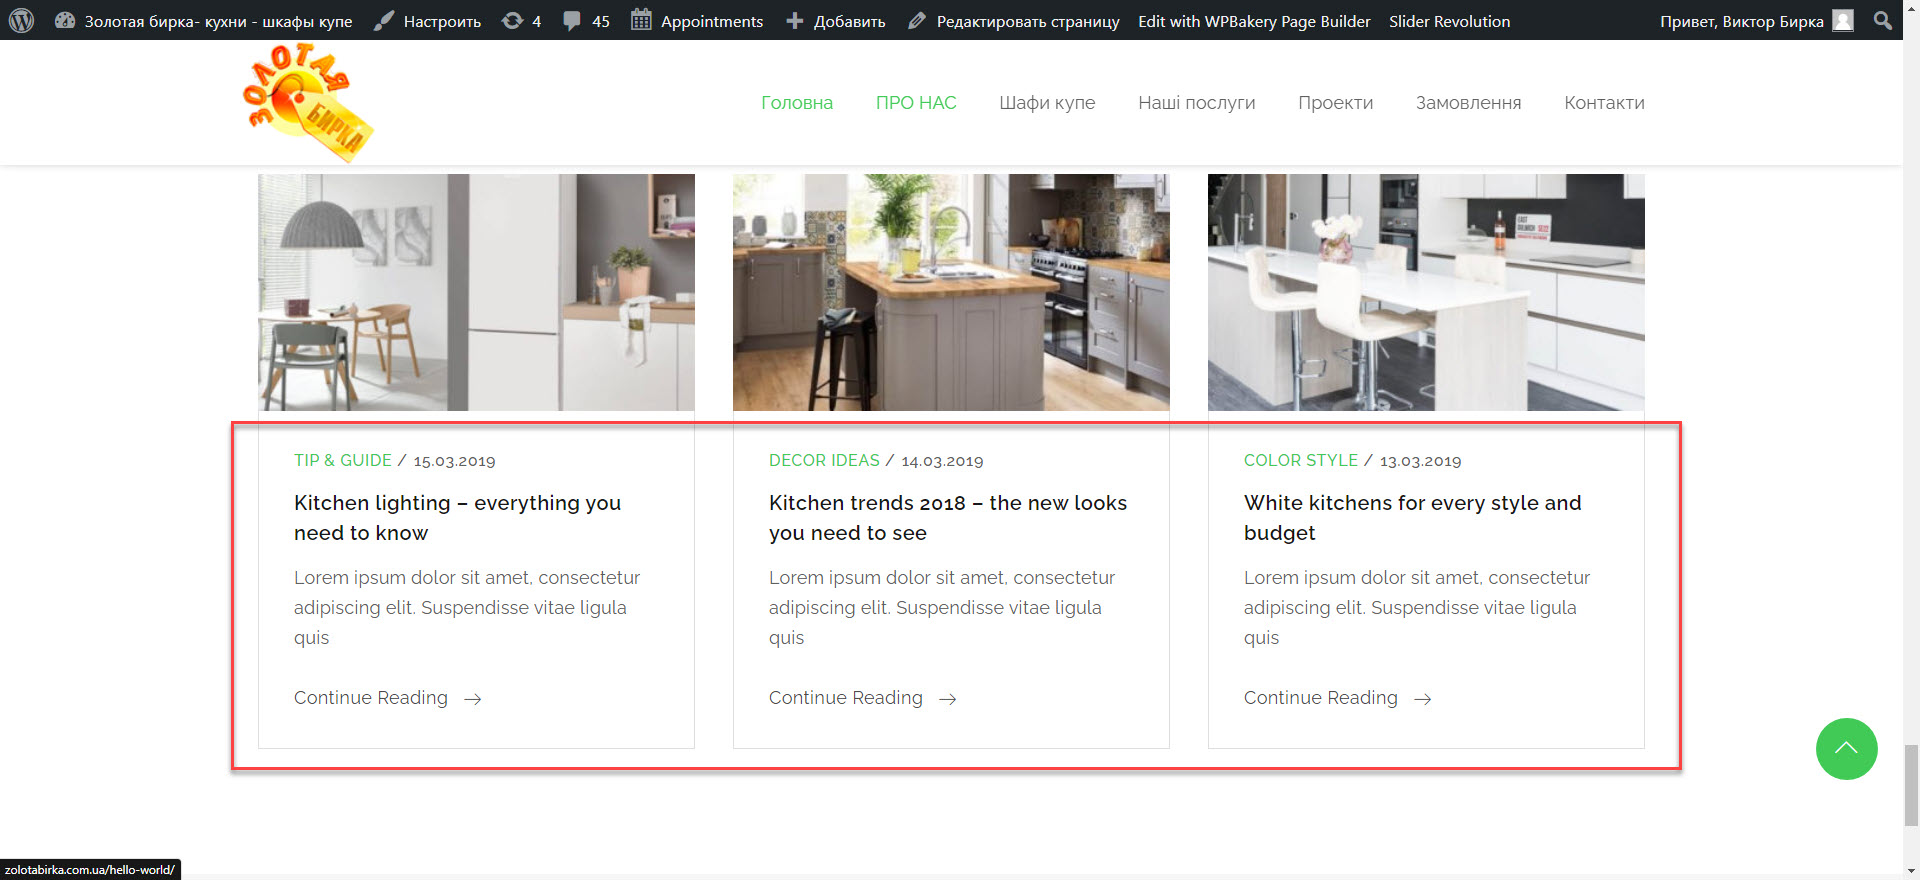 Золотая бирка- кухни - шкафы купе Настроить 4 45 Appointments Добавить Редактировать страницу Edit with WPBakery Page Builder Slider Revolution Привет, Виктор Бирка
ЗОЛОТАЯ
БИРКА
Головна ПРО НАС Шафи купе Наші послуги Проекти Замовлення Контакти
TIP & GUIDE / 15.03.2019
Kitchen lighting – everything you
need to know
Lorem ipsum dolor sit amet, consectetur
adipiscing elit. Suspendisse vitae ligula
quis
Continue Reading
DECOR IDEAS / 14.03.2019
Kitchen trends 2018 – the new looks
you need to see
Lorem ipsum dolor sit amet, consectetur
adipiscing elit. Suspendisse vitae ligula
quis
Continue Reading
COLOR STYLE / 13.03.2019
White kitchens for every style and
budget
Lorem ipsum dolor sit amet, consectetur
adipiscing elit. Suspendisse vitae ligula
quis
Continue Reading
zolotabirka.com.ua/hello-world/